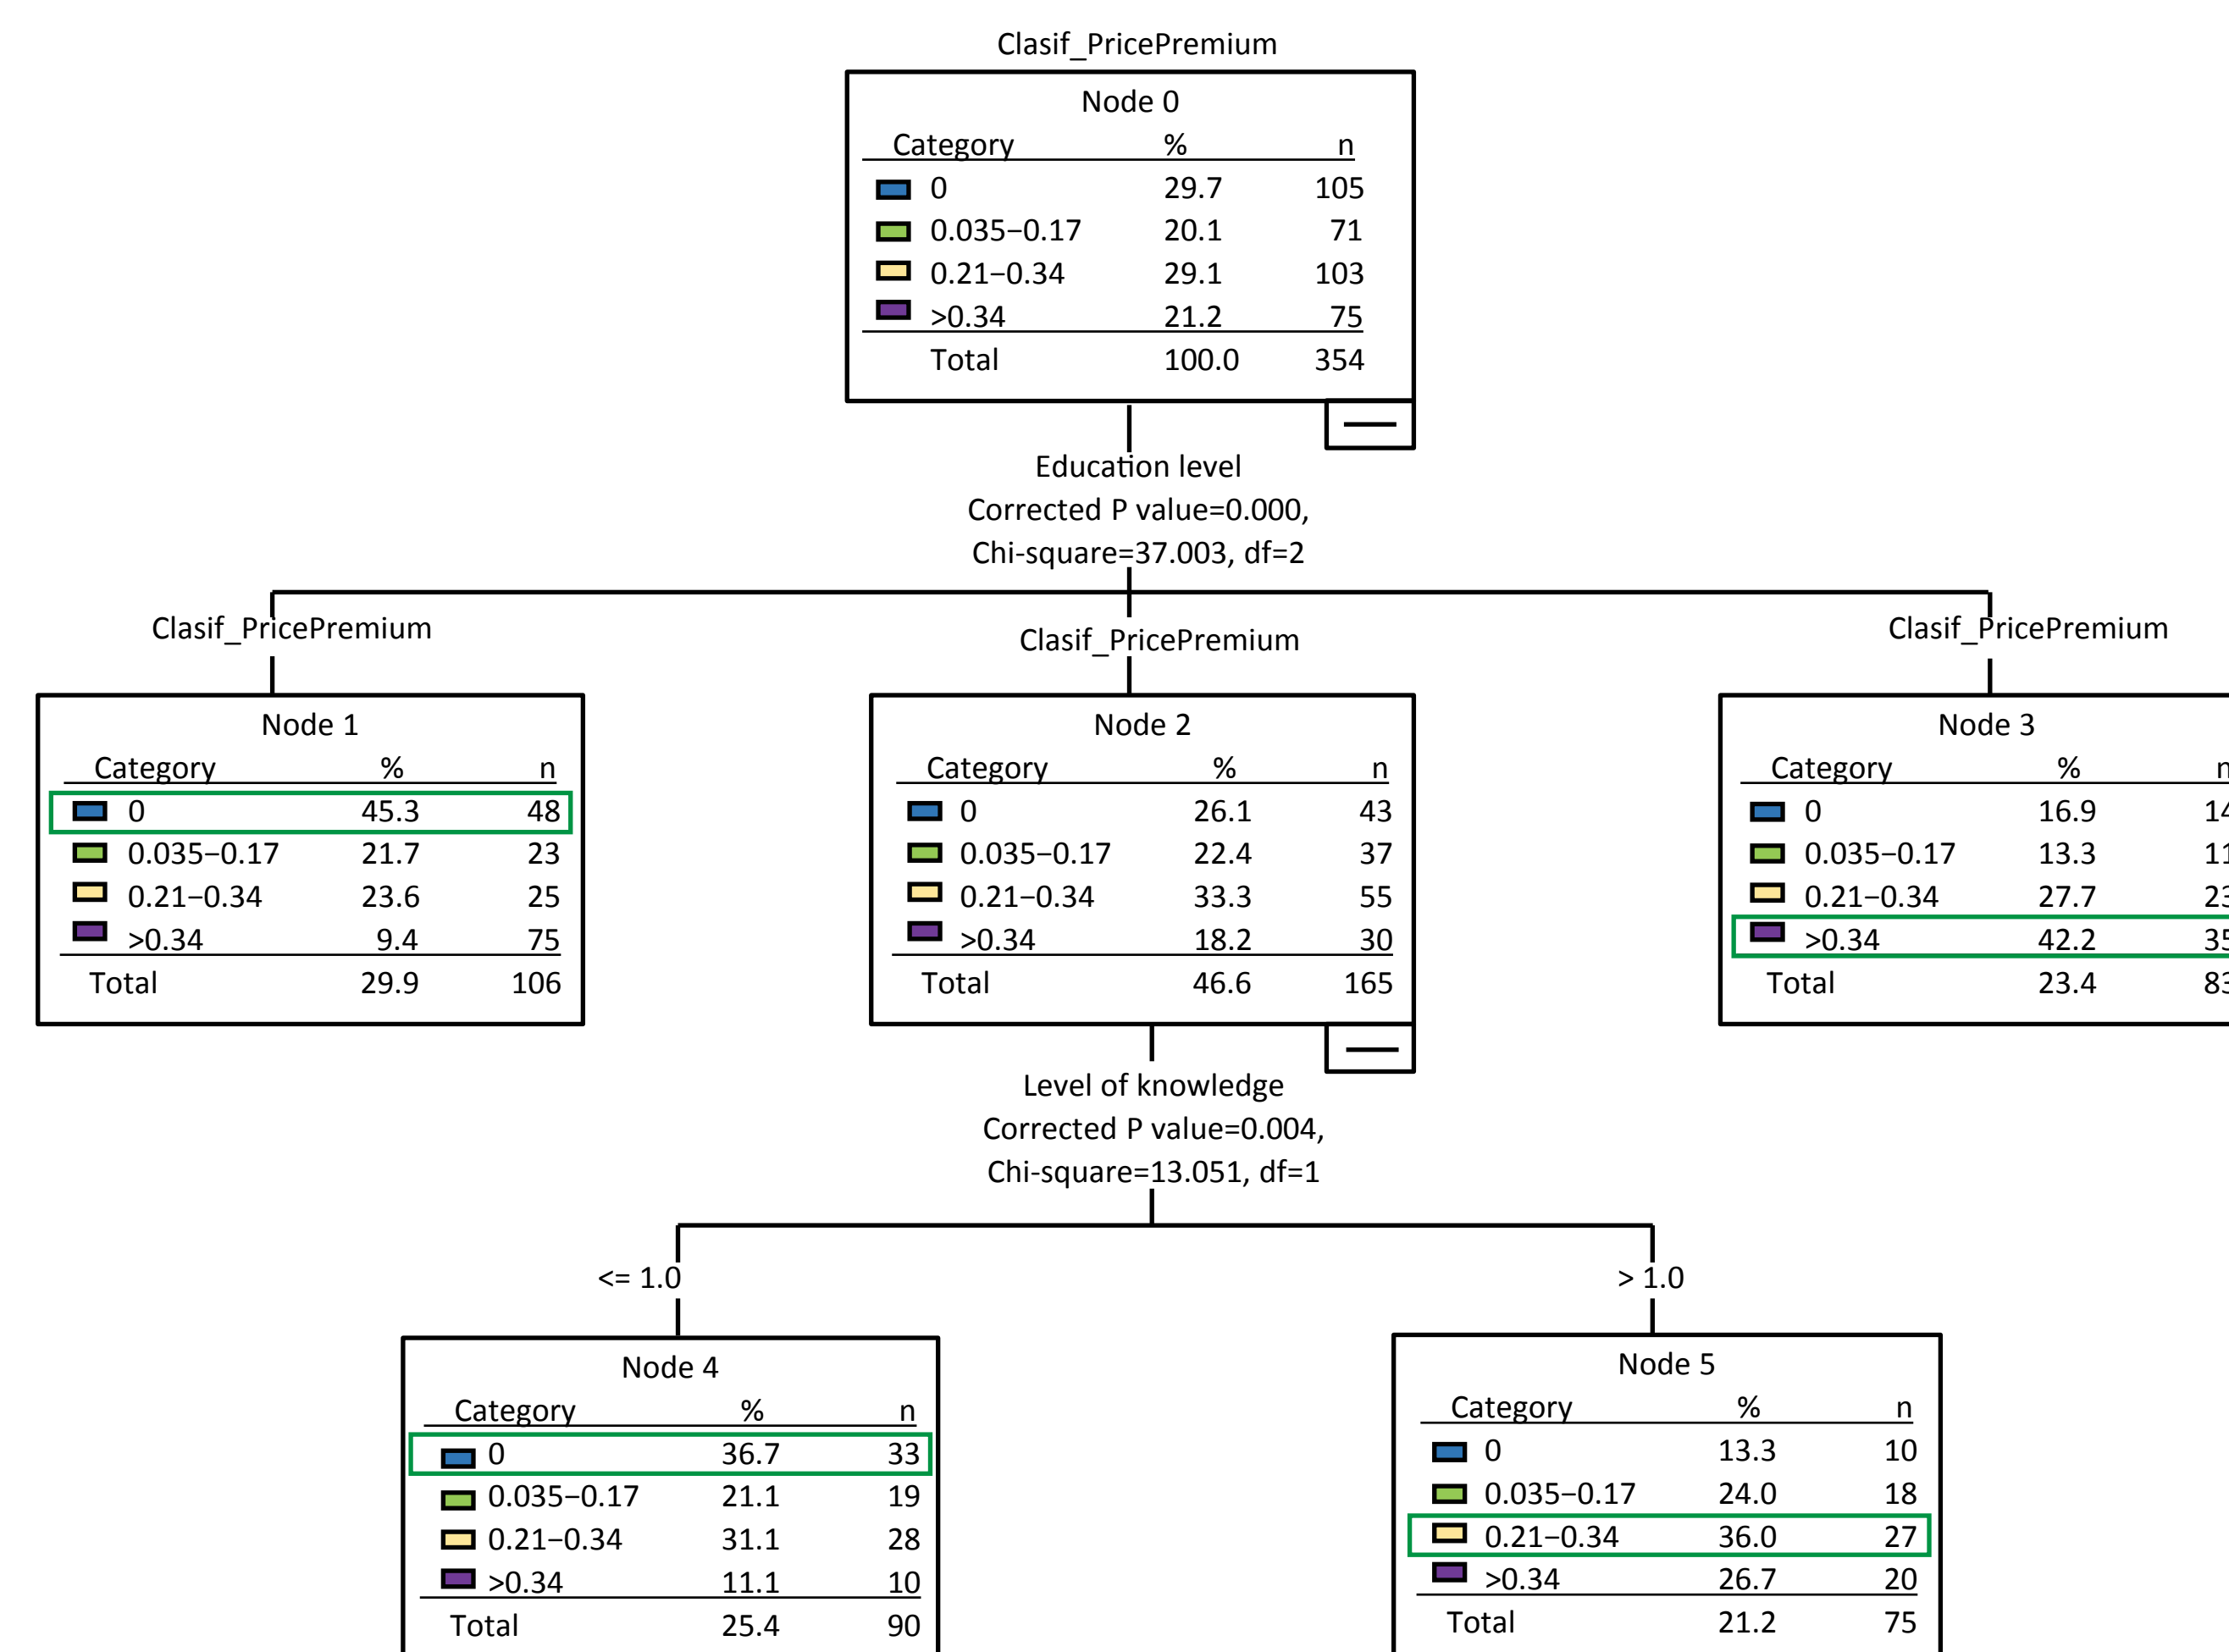 Clasif_PricePremium
Node 0
Category % n
0 29.7 105
0.035–0.17 20.1 71
0.21–0.34 29.1 103
>0.34 21.2 75
Total 100.0 354
Education level
Corrected P value=0.000,
Chi-square=37.003, df=2
Clasif_PricePremium
Node 1
Category % n
0 45.3 48
0.035–0.17 21.7 23
0.21–0.34 23.6 25
>0.34 9.4 75
Total 29.9 106
Clasif_PricePremium
Node 2
Category % n
0 26.1 43
0.035–0.17 22.4 37
0.21–0.34 33.3 55
>0.34 18.2 30
Total 46.6 165
Clasif_PricePremium
Node 3
Category % n
0 16.9 14
0.035–0.17 13.3 11
0.21–0.34 27.7 23
>0.34 42.2 35
Total 23.4 83
Level of knowledge
Corrected P value=0.004,
Chi-square=13.051, df=1
<= 1.0
Node 4
Category % n
0 36.7 33
0.035–0.17 21.1 19
0.21–0.34 31.1 28
>0.34 11.1 10
Total 25.4 90
> 1.0
Node 5
Category % n
0 13.3 10
0.035–0.17 24.0 18
0.21–0.34 36.0 27
>0.34 26.7 20
Total 21.2 75